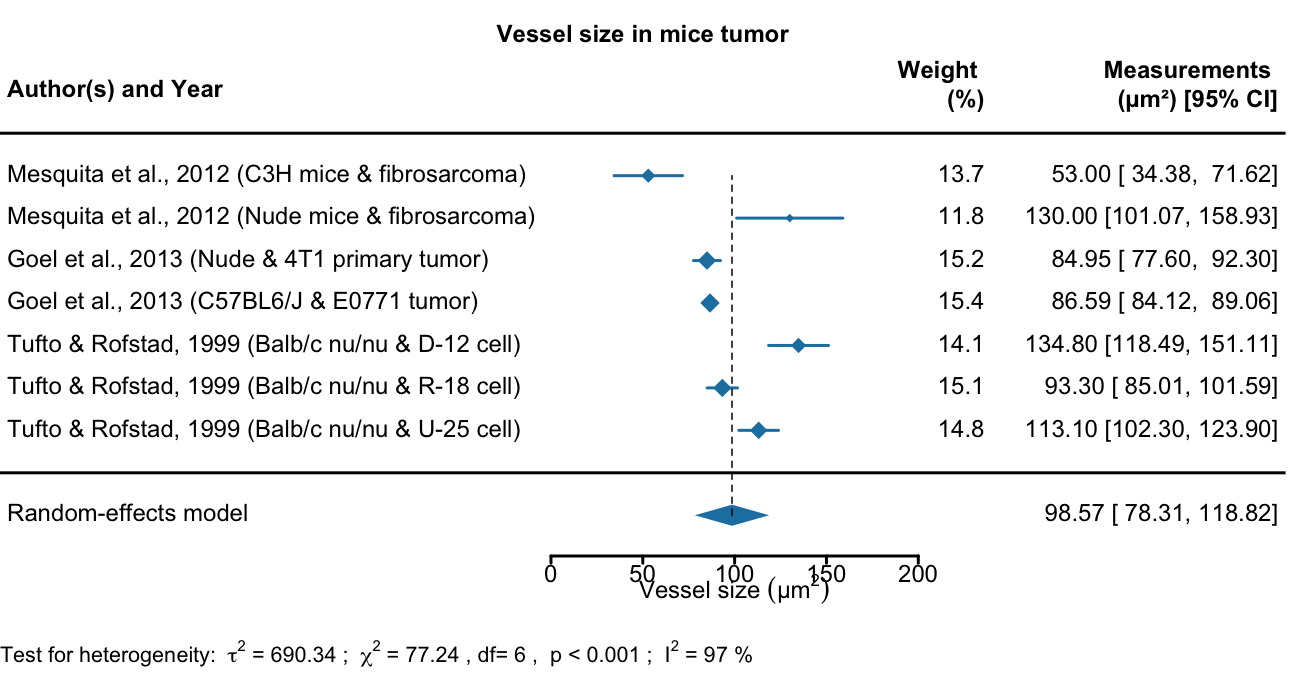 Vessel size in mice tumor
Author(s) and Year Weight (%) Measurements (µm²) [95% CI]
Mesquita et al., 2012 (C3H mice & fibrosarcoma) 13.7 53.00 [ 34.38, 71.62]
Mesquita et al., 2012 (Nude mice & fibrosarcoma) 11.8 130.00 [101.07, 158.93]
Goel et al., 2013 (Nude & 4T1 primary tumor) 15.2 84.95 [ 77.60, 92.30]
Goel et al., 2013 (C57BL6/J & E0771 tumor) 15.4 86.59 [ 84.12, 89.06]
Tufto & Rofstad, 1999 (Balb/c nu/nu & D-12 cell) 14.1 134.80 [118.49, 151.11]
Tufto & Rofstad, 1999 (Balb/c nu/nu & R-18 cell) 15.1 93.30 [ 85.01, 101.59]
Tufto & Rofstad, 1999 (Balb/c nu/nu & U-25 cell) 14.8 113.10 [102.30, 123.90]
Random-effects model 98.57 [ 78.31, 118.82]
0 50 100 150 200
Vessel size (µm²)
Test for heterogeneity: τ² = 690.34 ; χ² = 77.24 , df= 6 , p < 0.001 ; I² = 97 %